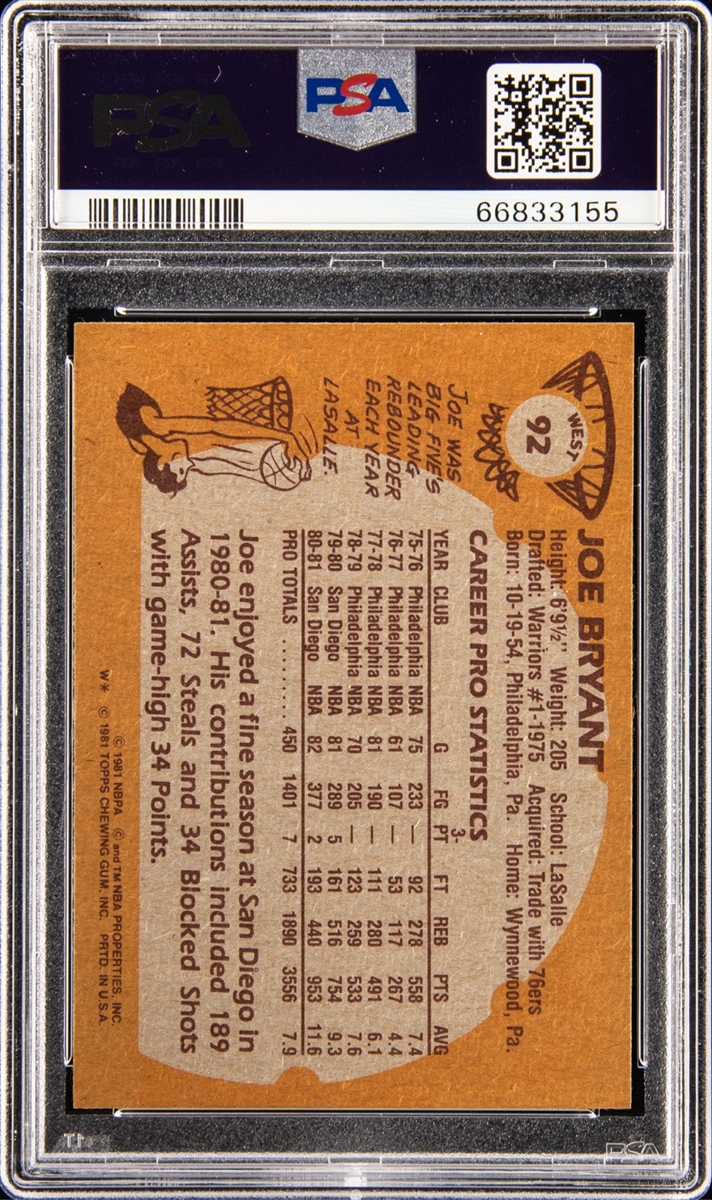 PSA
PSA
66833155
WEST
92
JOE BRYANT
Height: 6'9½" Weight: 205 School: LaSalle
Drafted: Warriors #1-1975 Acquired: Trade with 76ers
Born: 10-19-54, Philadelphia, Pa. Home: Wynnewood, Pa.
CAREER PRO STATISTICS
YEAR CLUB G FG 3-PT FT REB PTS AVG
75-76 Philadelphia NBA 75 233 — 92 278 558 7.4
76-77 Philadelphia NBA 61 107 — 53 117 267 4.4
77-78 Philadelphia NBA 81 190 — 111 280 491 6.1
78-79 Philadelphia NBA 70 205 — 123 259 533 7.6
79-80 San Diego NBA 81 289 5 161 516 754 9.3
80-81 San Diego NBA 82 377 2 193 440 953 11.6
PRO TOTALS .......... 450 1401 7 733 1890 3556 7.9
JOE WAS
BIG FIVE'S
LEADING
REBOUNDER
EACH YEAR
AT
LASALLE.
Joe enjoyed a fine season at San Diego in
1980-81. His contributions included 189
Assists, 72 Steals and 34 Blocked Shots
with game-high 34 Points.
© 1981 NBPA © and TM NBA PROPERTIES, INC.
W* © 1981 TOPPS CHEWING GUM, INC. PRTD. IN U.S.A.
PSA